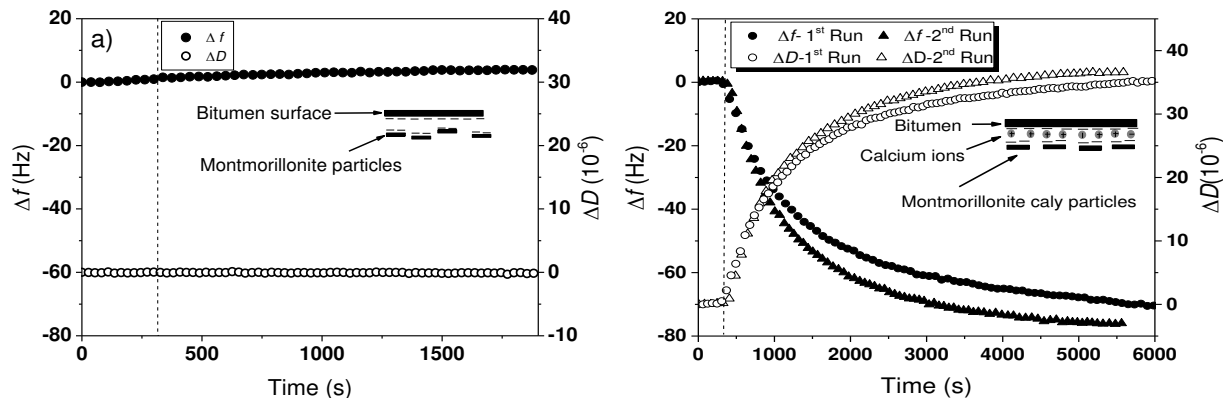 a)
Δf
ΔD
Bitumen surface
Montmorillonite particles
20
0
-20
-40
-60
-80
Δf (Hz)
40
30
20
10
0
-10
ΔD (10⁻⁶)
0 500 1000 1500
Time (s)
Δf- 1st Run Δf -2nd Run
ΔD-1st Run ΔD-2nd Run
Bitumen
Calcium ions
+ + + + + + +
Montmorillonite caly particles
20
0
-20
-40
-60
-80
Δf (Hz)
40
30
20
10
0
ΔD(10⁻⁶)
0 1000 2000 3000 4000 5000 6000
Time (s)